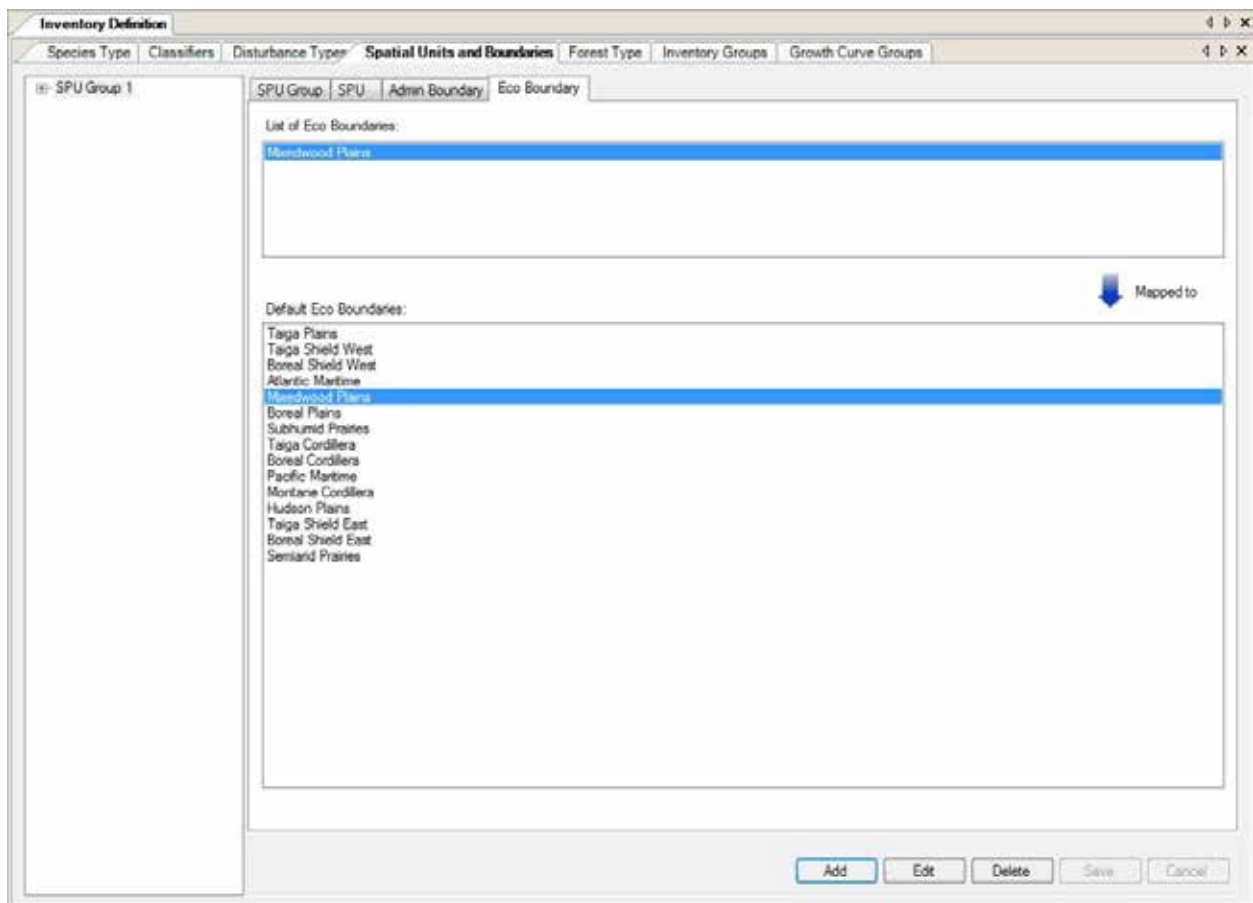 Inventory Definition
Species Type Classifiers Disturbance Types Spatial Units and Boundaries Forest Type Inventory Groups Growth Curve Groups
SPU Group 1
SPU Group SPU Admin Boundary Eco Boundary
List of Eco Boundaries:
Mixedwood Plains
Mapped to
Default Eco Boundaries:
Taiga Plains
Taiga Shield West
Boreal Shield West
Atlantic Maritime
Mixedwood Plains
Boreal Plains
Subhumid Prairies
Taiga Cordillera
Boreal Cordillera
Pacific Maritime
Montane Cordillera
Hudson Plains
Taiga Shield East
Boreal Shield East
Semiarid Prairies
Add Edit Delete Save Cancel